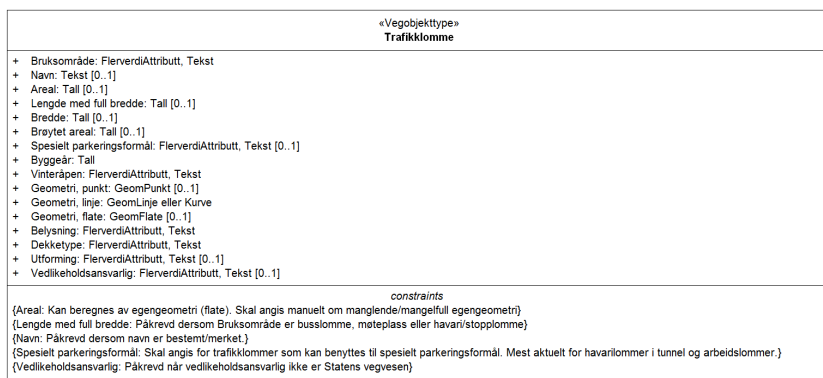 «Vegobjekttype»
Trafikklomme
+ Bruksområde: FlerverdiAttributt, Tekst
+ Navn: Tekst [0..1]
+ Areal: Tall [0..1]
+ Lengde med full bredde: Tall [0..1]
+ Bredde: Tall [0..1]
+ Brøytet areal: Tall [0..1]
+ Spesielt parkeringsformål: FlerverdiAttributt, Tekst [0..1]
+ Byggeår: Tall
+ Vinteråpen: FlerverdiAttributt, Tekst
+ Geometri, punkt: GeomPunkt [0..1]
+ Geometri, linje: GeomLinje eller Kurve
+ Geometri, flate: GeomFlate [0..1]
+ Belysning: FlerverdiAttributt, Tekst
+ Dekketype: FlerverdiAttributt, Tekst
+ Utforming: FlerverdiAttributt, Tekst [0..1]
+ Vedlikeholdsansvarlig: FlerverdiAttributt, Tekst [0..1]
constraints
{Areal: Kan beregnes av egengeometri (flate). Skal angis manuelt om manglende/mangelfull egengeometri}
{Lengde med full bredde: Påkrevd dersom Bruksområde er busslomme, møteplass eller havari/stopplomme}
{Navn: Påkrevd dersom navn er bestemt/merket.}
{Spesielt parkeringsformål: Skal angis for trafikklommer som kan benyttes til spesielt parkeringsformål. Mest aktuelt for havarilommer i tunnel og arbeidslommer.}
{Vedlikeholdsansvarlig: Påkrevd når vedlikeholdsansvarlig ikke er Statens vegvesen}